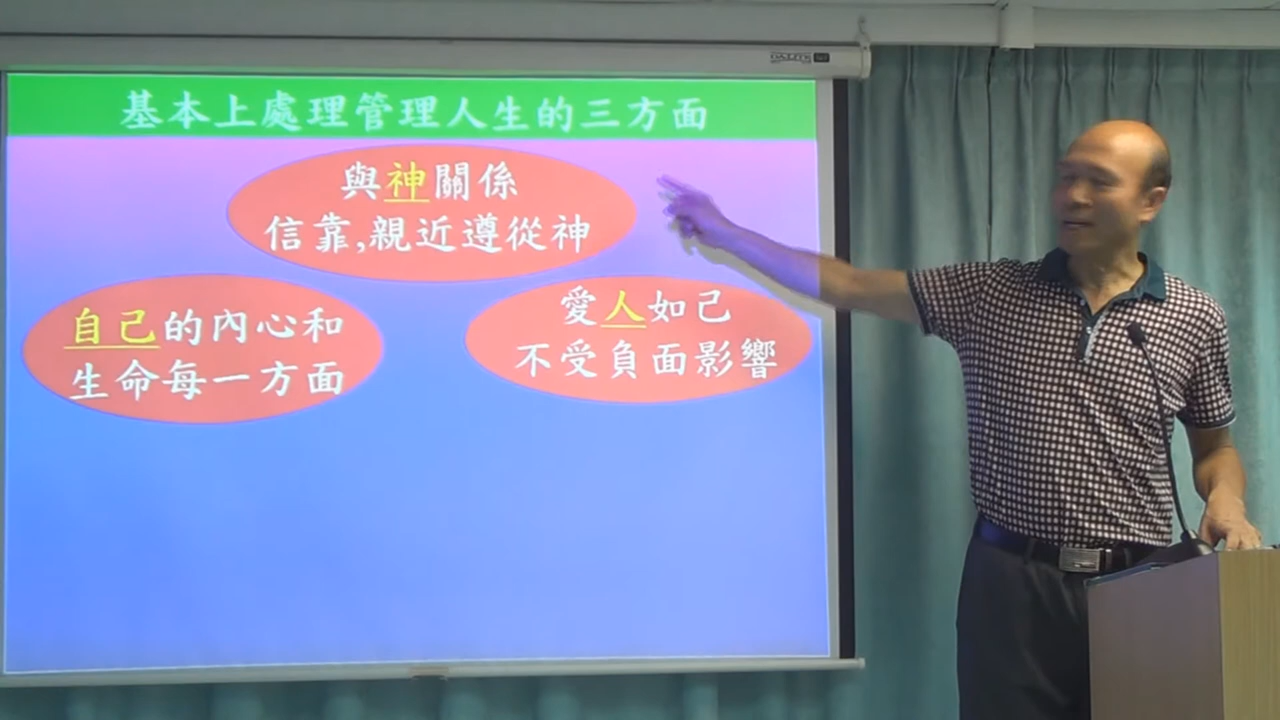 基本上處理管理人生的三方面
與神關係
信靠,親近遵從神
自己的內心和
生命每一方面
愛人如己
不受負面影響